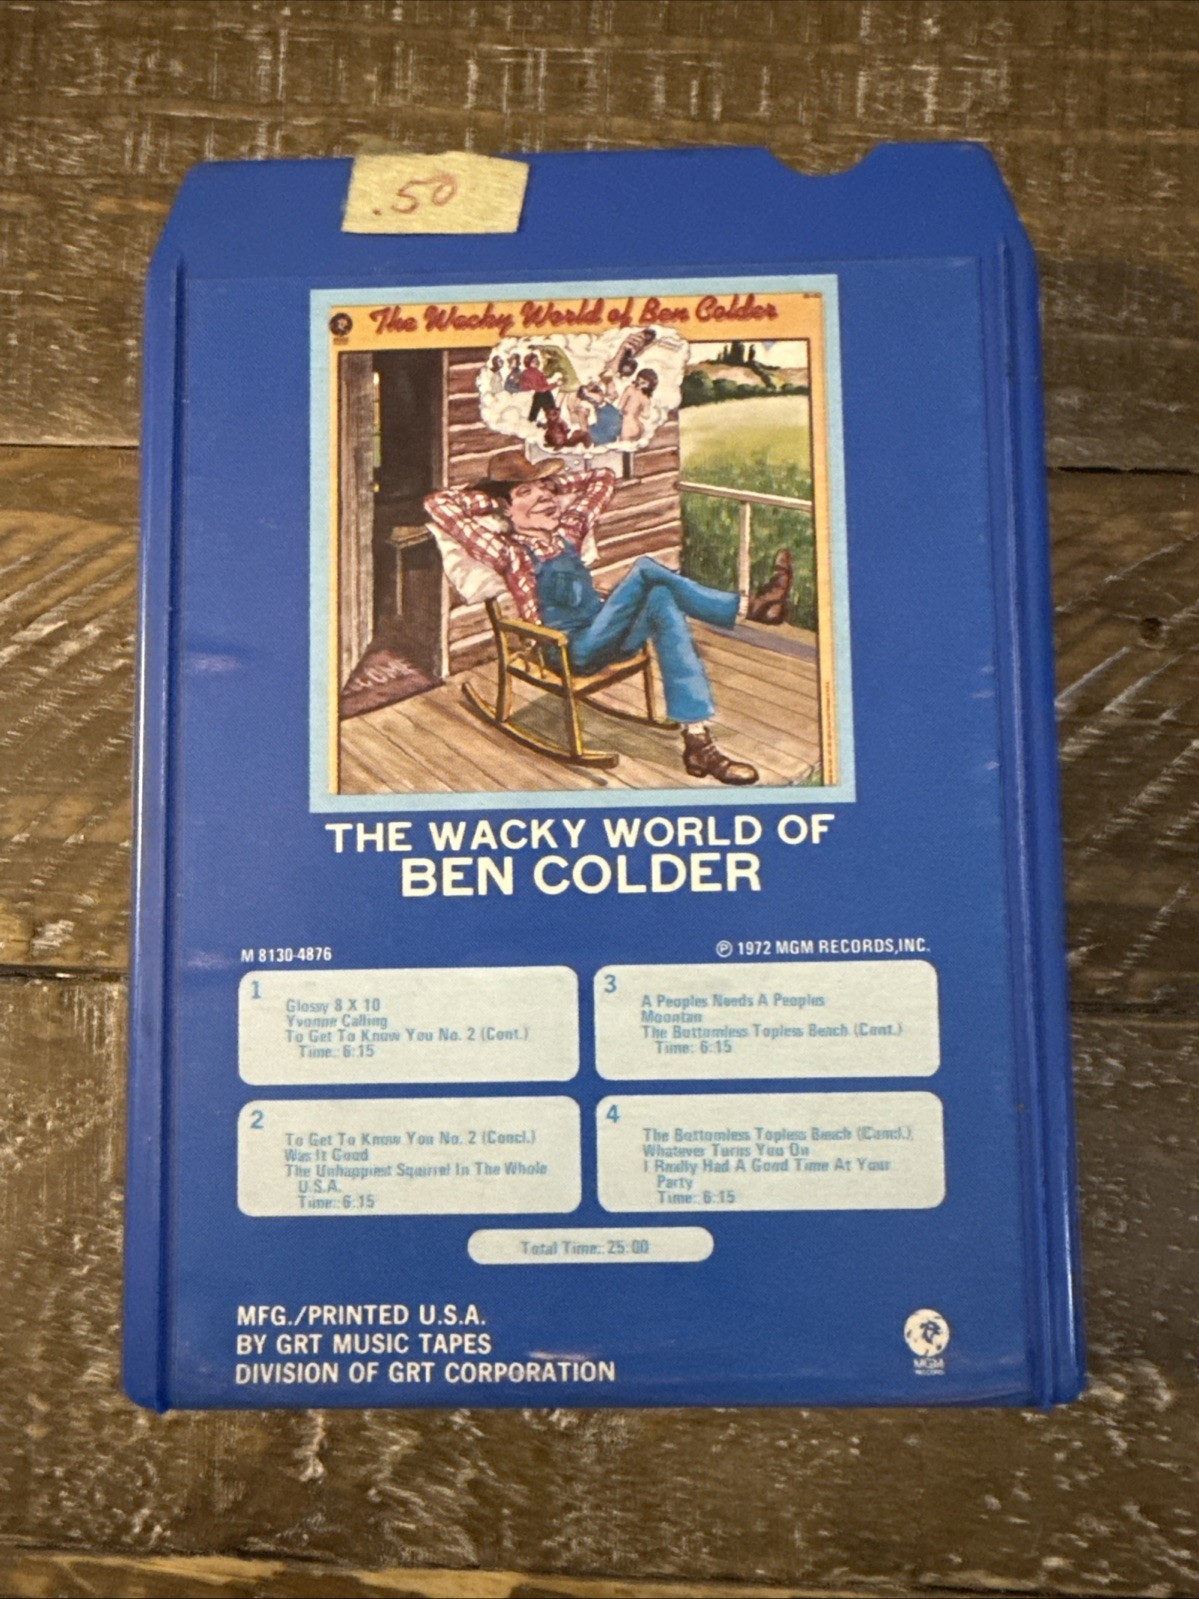 .50
The Wacky World of Ben Colder
THE WACKY WORLD OF
BEN COLDER
M 8130-4876
℗ 1972 MGM RECORDS,INC.
1
Glossy 8 X 10
Yvonne Calling
To Get To Know You No. 2 (Cont.)
Time: 6:15
2
To Get To Know You No. 2 (Concl.)
Was It Good
The Unhappiest Squirrel In The Whole
U.S.A.
Time: 6:15
3
A Peoples Needs A Peoples
Moontan
The Bottomless Topless Beach (Cont.)
Time: 6:15
4
The Bottomless Topless Beach (Concl.)
Whatever Turns You On
I Really Had A Good Time At Your
Party
Time: 6:15
Total Time: 25:00
MFG./PRINTED U.S.A.
BY GRT MUSIC TAPES
DIVISION OF GRT CORPORATION
MGM
RECORDS